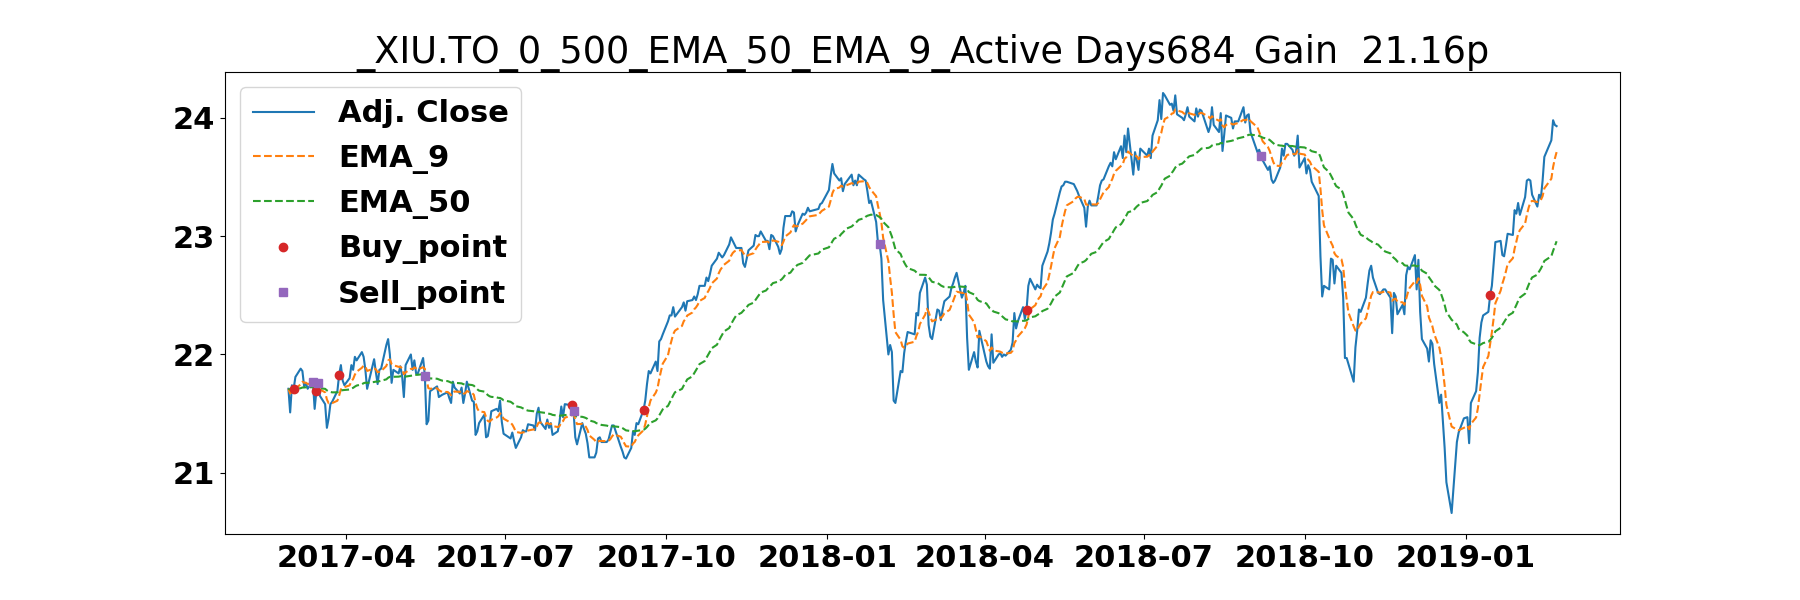 _XIU.TO_0_500_EMA_50_EMA_9_Active Days684_Gain  21.16p
Adj. Close
EMA_9
EMA_50
Buy_point
Sell_point
24
23
22
21
2017-04 2017-07 2017-10 2018-01 2018-04 2018-07 2018-10 2019-01